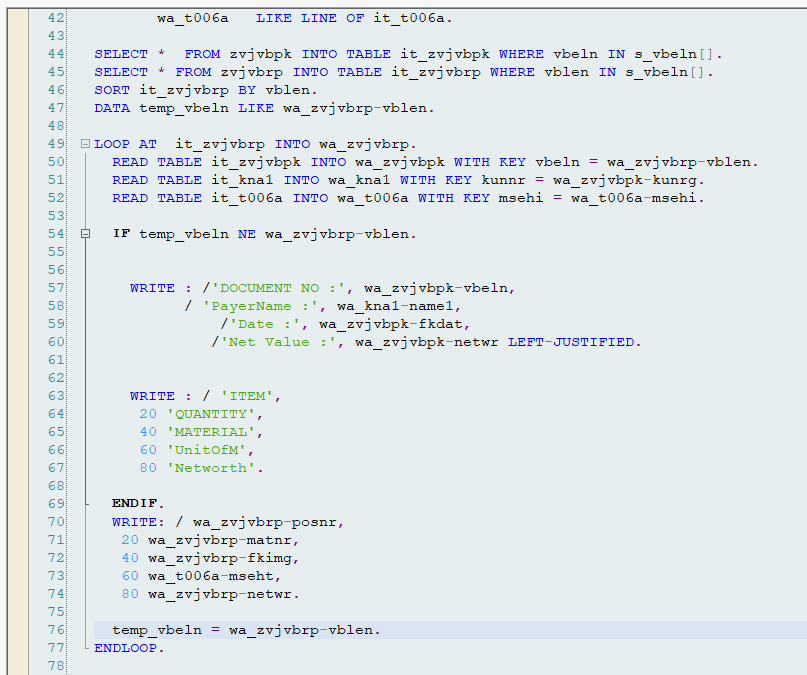 42 wa_t006a LIKE LINE OF it_t006a.
43
44 SELECT * FROM zvjvbpk INTO TABLE it_zvjvbpk WHERE vbeln IN s_vbeln[].
45 SELECT * FROM zvjvbrp INTO TABLE it_zvjvbrp WHERE vblen IN s_vbeln[].
46 SORT it_zvjvbrp BY vblen.
47 DATA temp_vbeln LIKE wa_zvjvbrp-vblen.
48
49 LOOP AT it_zvjvbrp INTO wa_zvjvbrp.
50 READ TABLE it_zvjvbpk INTO wa_zvjvbpk WITH KEY vbeln = wa_zvjvbrp-vblen.
51 READ TABLE it_kna1 INTO wa_kna1 WITH KEY kunnr = wa_zvjvbpk-kunrg.
52 READ TABLE it_t006a INTO wa_t006a WITH KEY msehi = wa_t006a-msehi.
53
54 IF temp_vbeln NE wa_zvjvbrp-vblen.
55
56
57 WRITE : /'DOCUMENT NO :', wa_zvjvbpk-vbeln,
58 / 'PayerName :', wa_kna1-name1,
59 /'Date :', wa_zvjvbpk-fkdat,
60 /'Net Value :', wa_zvjvbpk-netwr LEFT-JUSTIFIED.
61
62
63 WRITE : / 'ITEM',
64 20 'QUANTITY',
65 40 'MATERIAL',
66 60 'UnitOfM',
67 80 'Networth'.
68
69 ENDIF.
70 WRITE: / wa_zvjvbrp-posnr,
71 20 wa_zvjvbrp-matnr,
72 40 wa_zvjvbrp-fkimg,
73 60 wa_t006a-mseht,
74 80 wa_zvjvbrp-netwr.
75
76 temp_vbeln = wa_zvjvbrp-vblen.
77 ENDLOOP.
78